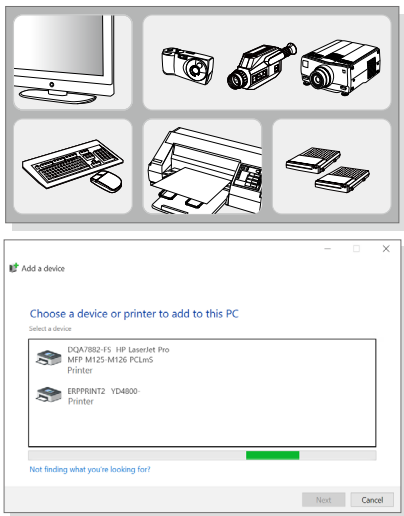 Add a device
Choose a device or printer to add to this PC
Select a device
DQA7882-F5 HP LaserJet Pro
MFP M125-M126 PCLmS
Printer
ERPPRINT2 YD4800-
Printer
Not finding what you're looking for?
Next
Cancel